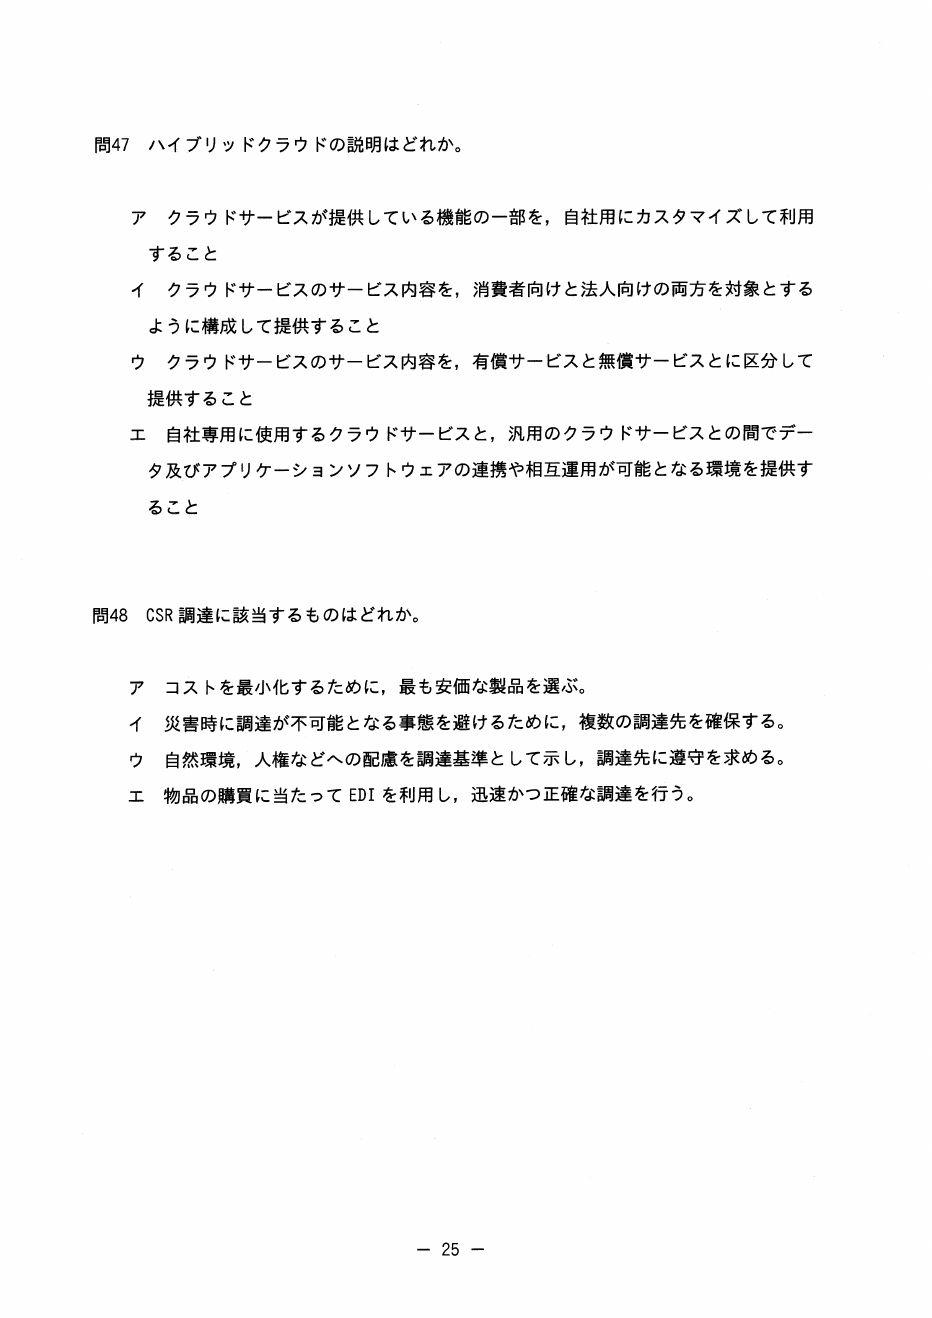 問47　ハイブリッドクラウドの説明はどれか。
ア　クラウドサービスが提供している機能の一部を，自社用にカスタマイズして利用
すること
イ　クラウドサービスのサービス内容を，消費者向けと法人向けの両方を対象とする
ように構成して提供すること
ウ　クラウドサービスのサービス内容を，有償サービスと無償サービスとに区分して
提供すること
エ　自社専用に使用するクラウドサービスと，汎用のクラウドサービスとの間でデー
タ及びアプリケーションソフトウェアの連携や相互運用が可能となる環境を提供す
ること
問48　CSR 調達に該当するものはどれか。
ア　コストを最小化するために，最も安価な製品を選ぶ。
イ　災害時に調達が不可能となる事態を避けるために，複数の調達先を確保する。
ウ　自然環境，人権などへの配慮を調達基準として示し，調達先に遵守を求める。
エ　物品の購買に当たって EDI を利用し，迅速かつ正確な調達を行う。
－ 25 －